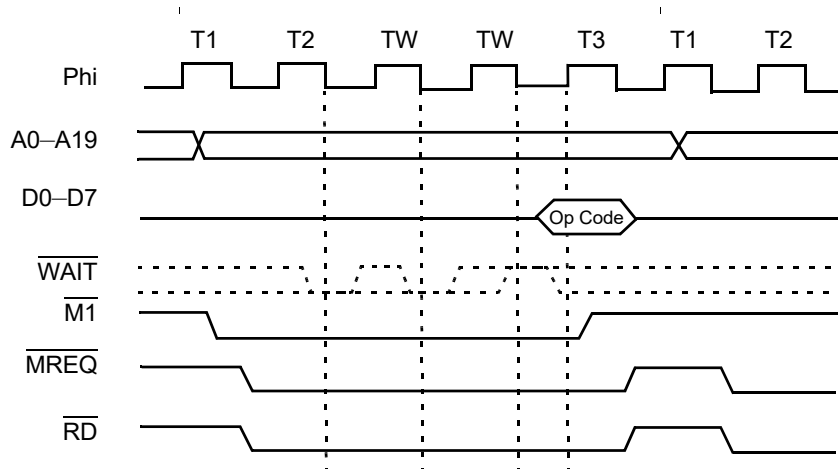 T1 T2 TW TW T3 T1 T2
Phi
A0–A19
D0–D7
Op Code
WAIT
M1
MREQ
RD